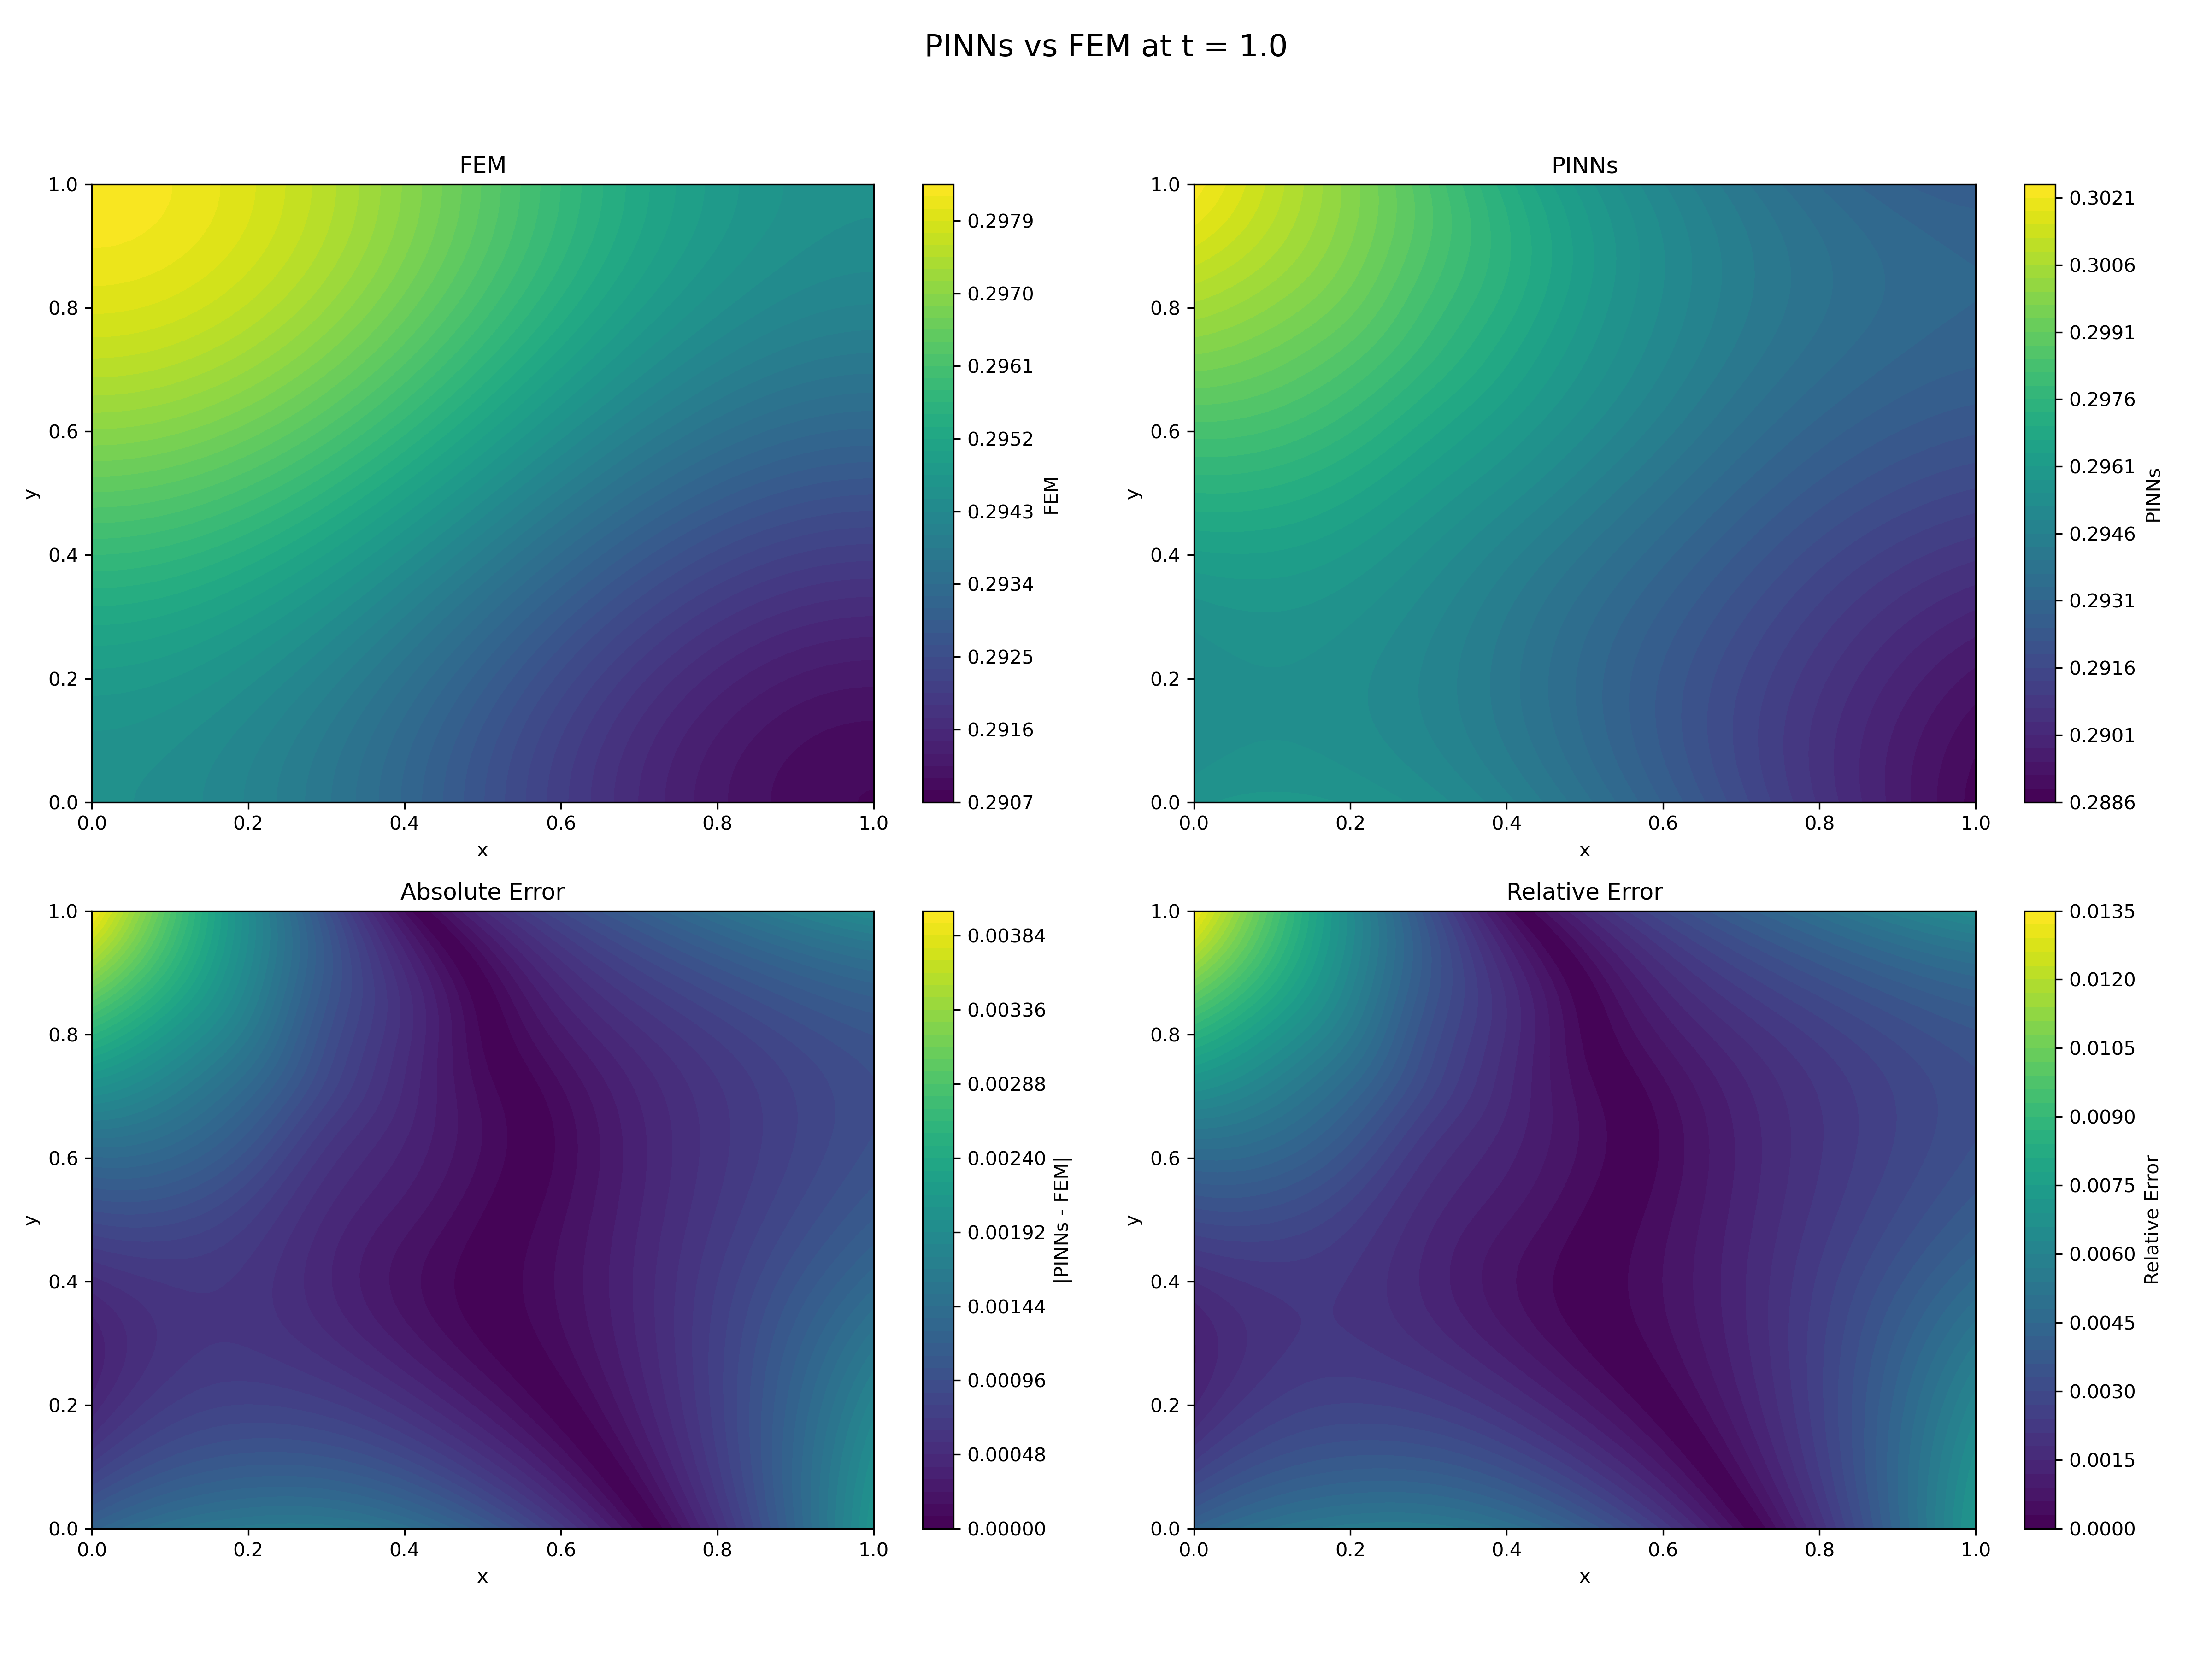 PINNs vs FEM at t = 1.0
FEM
1.0
0.8
0.6
0.4
0.2
0.0
y
0.0 0.2 0.4 0.6 0.8 1.0
x
0.2979
0.2970
0.2961
0.2952
0.2943
0.2934
0.2925
0.2916
0.2907
FEM
PINNs
1.0
0.8
0.6
0.4
0.2
0.0
y
0.0 0.2 0.4 0.6 0.8 1.0
x
0.3021
0.3006
0.2991
0.2976
0.2961
0.2946
0.2931
0.2916
0.2901
0.2886
PINNs
Absolute Error
1.0
0.8
0.6
0.4
0.2
0.0
y
0.0 0.2 0.4 0.6 0.8 1.0
x
0.00384
0.00336
0.00288
0.00240
0.00192
0.00144
0.00096
0.00048
0.00000
|PINNs - FEM|
Relative Error
1.0
0.8
0.6
0.4
0.2
0.0
y
0.0 0.2 0.4 0.6 0.8 1.0
x
0.0135
0.0120
0.0105
0.0090
0.0075
0.0060
0.0045
0.0030
0.0015
0.0000
Relative Error